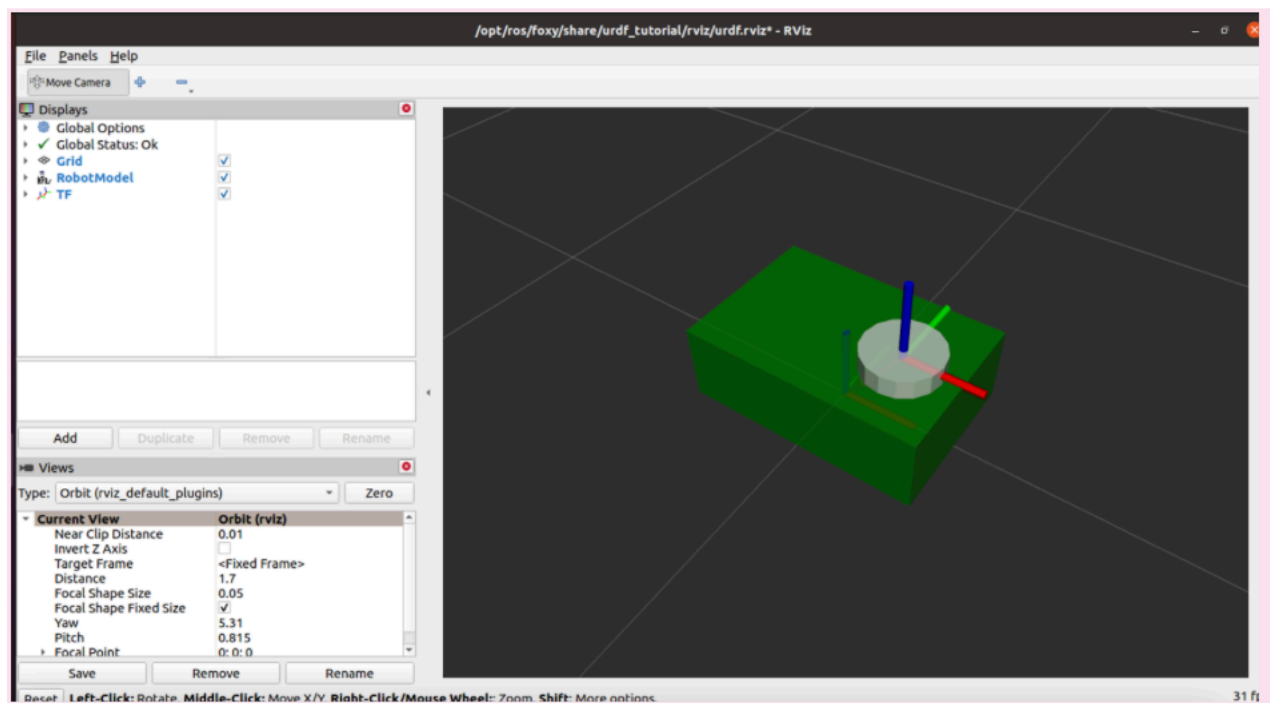 /opt/ros/foxy/share/urdf_tutorial/rviz/urdf.rviz* - RViz
File Panels Help
Move Camera
Displays
Global Options
Global Status: Ok
Grid
RobotModel
TF
Add Duplicate Remove Rename
Views
Type: Orbit (rviz_default_plugins) Zero
Current View Orbit (rviz)
Near Clip Distance 0.01
Invert Z Axis
Target Frame <Fixed Frame>
Distance 1.7
Focal Shape Size 0.05
Focal Shape Fixed Size
Yaw 5.31
Pitch 0.815
Focal Point 0; 0; 0
Save Remove Rename
Reset Left-Click: Rotate. Middle-Click: Move X/Y. Right-Click/Mouse Wheel:: Zoom. Shift: More options. 31